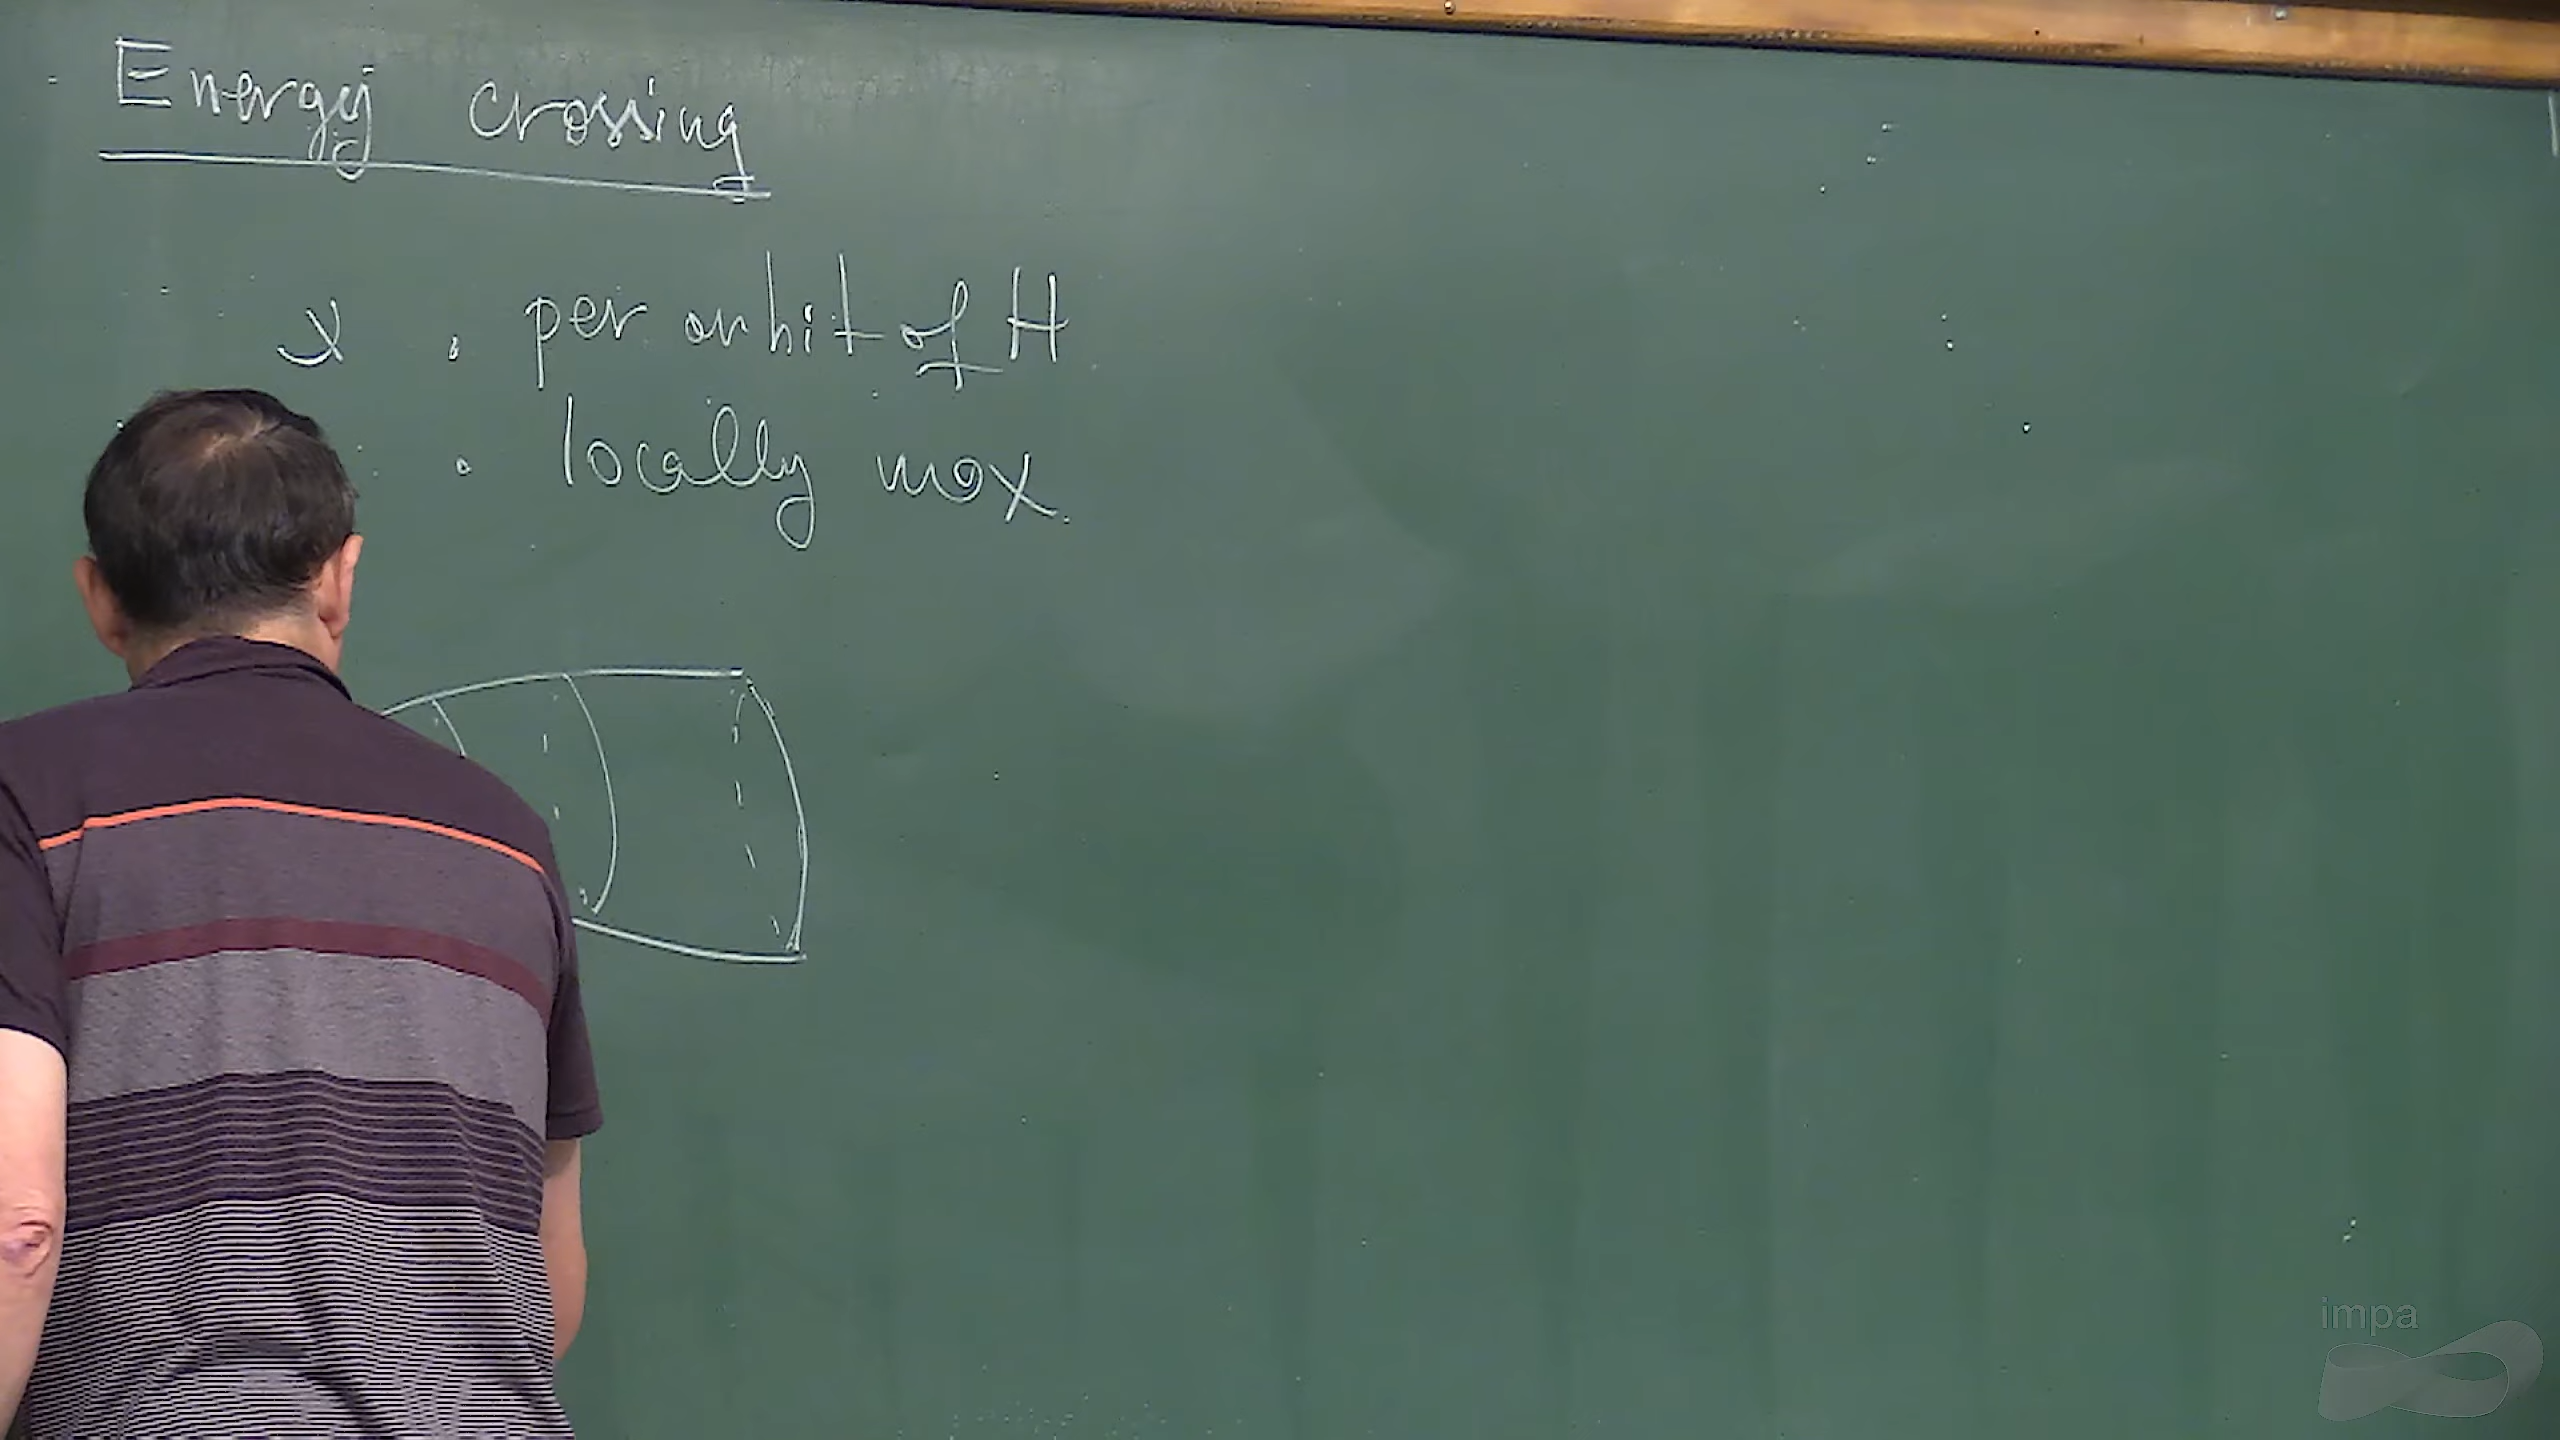 Energy crossing
x . per orbit of H
. locally max.
impa